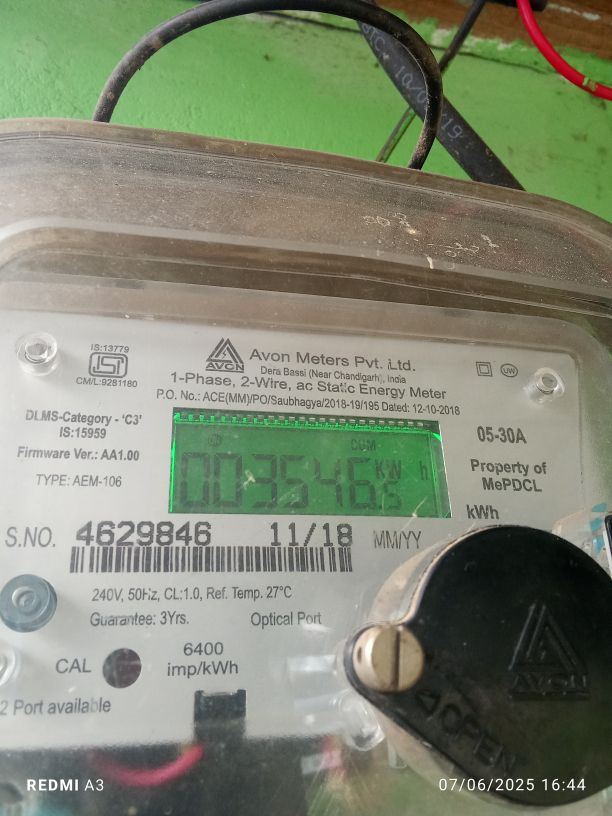 IS:13779
CM/L:9281180
AVON
Avon Meters Pvt. Ltd.
Dera Bassi (Near Chandigarh), India
1-Phase, 2-Wire, ac Static Energy Meter
P.O. No.: ACE(MM)/PO/Saubhagya/2018-19/195 Dated: 12-10-2018
UW
DLMS-Category - 'C3'
IS:15959
Firmware Ver.: AA1.00
TYPE: AEM-106
CUM
003546.5 KW h
05-30A
Property of
MePDCL
kWh
S.NO. 4629846 11/18 MM/YY
240V, 50Hz, CL:1.0, Ref. Temp. 27°C
Guarantee: 3Yrs. Optical Port
CAL
6400
imp/kWh
2 Port available
AVON
OPEN
REDMI A3
07/06/2025 16:44